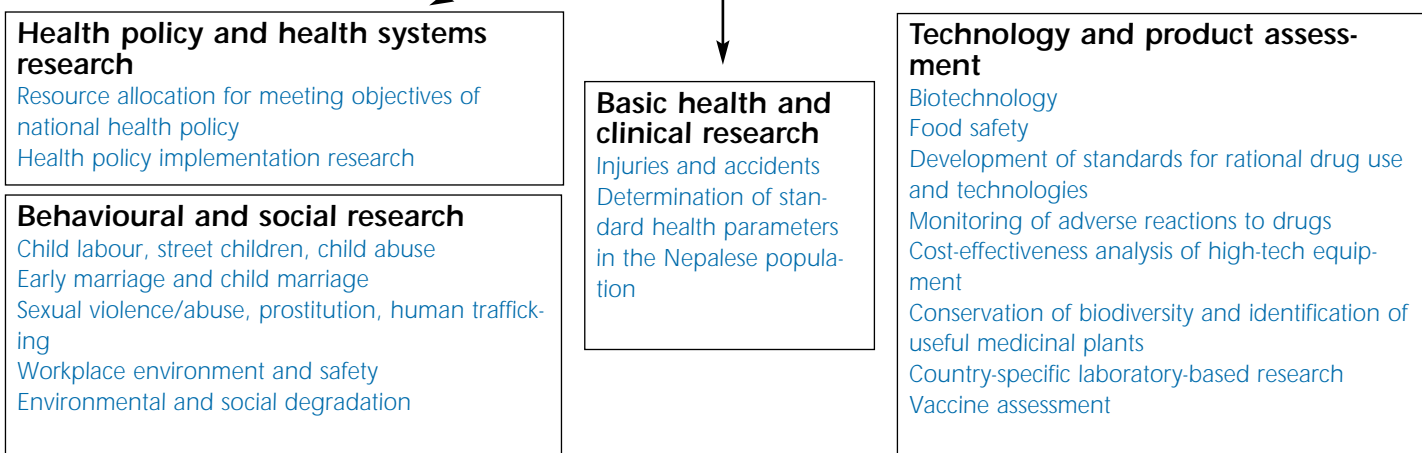 Health policy and health systems
research
Resource allocation for meeting objectives of
national health policy
Health policy implementation research
Behavioural and social research
Child labour, street children, child abuse
Early marriage and child marriage
Sexual violence/abuse, prostitution, human traffick-
ing
Workplace environment and safety
Environmental and social degradation
Basic health and
clinical research
Injuries and accidents
Determination of stan-
dard health parameters
in the Nepalese popula-
tion
Technology and product assess-
ment
Biotechnology
Food safety
Development of standards for rational drug use
and technologies
Monitoring of adverse reactions to drugs
Cost-effectiveness analysis of high-tech equip-
ment
Conservation of biodiversity and identification of
useful medicinal plants
Country-specific laboratory-based research
Vaccine assessment